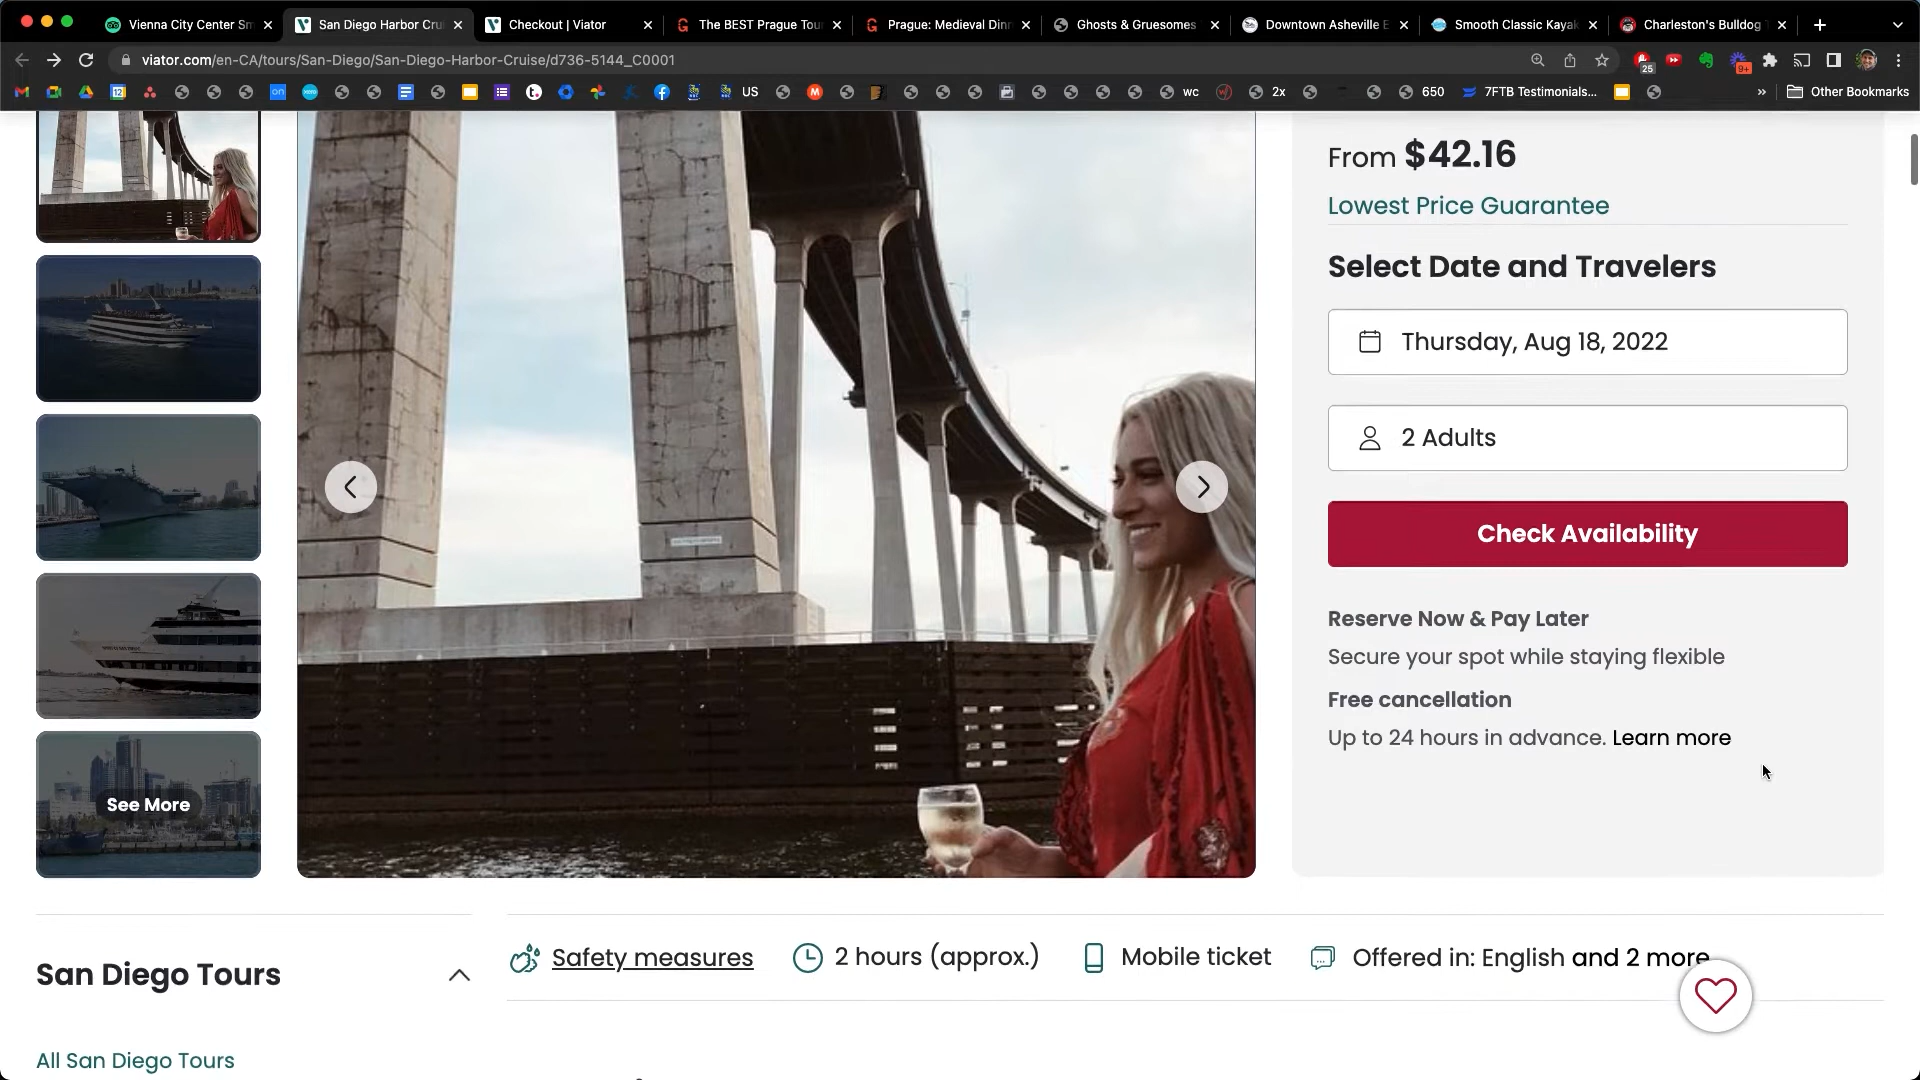 Vienna City Center Sm
San Diego Harbor Cru
Checkout | Viator
The BEST Prague Tou
Prague: Medieval Dinn
Ghosts & Gruesomes
Downtown Asheville E
Smooth Classic Kayak
Charleston's Bulldog T
viator.com/en-CA/tours/San-Diego/San-Diego-Harbor-Cruise/d736-5144_C0001
25
9+
12
on
xero
US
wc
2x
650
7FTB Testimonials...
»
Other Bookmarks
From $42.16
Lowest Price Guarantee
Select Date and Travelers
Thursday, Aug 18, 2022
2 Adults
Check Availability
Reserve Now & Pay Later
Secure your spot while staying flexible
Free cancellation
Up to 24 hours in advance. Learn more
See More
Safety measures
2 hours (approx.)
Mobile ticket
Offered in: English and 2 more
San Diego Tours
All San Diego Tours